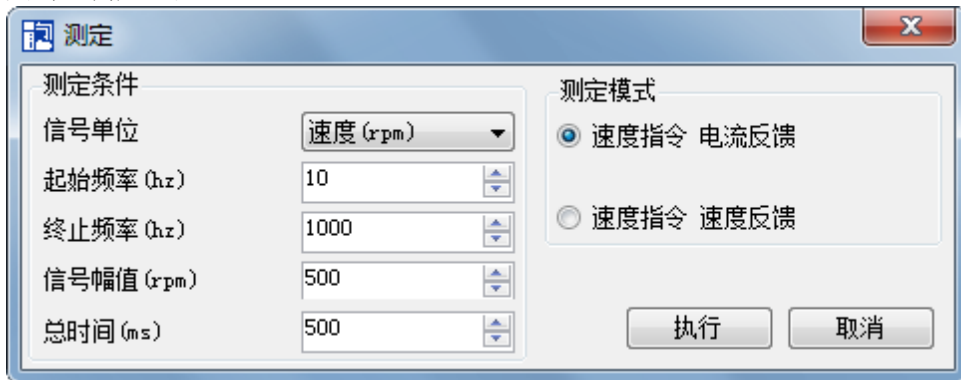 测定
测定条件
信号单位 速度(rpm)
起始频率(hz) 10
终止频率(hz) 1000
信号幅值(rpm) 500
总时间(ms) 500
测定模式
速度指令 电流反馈
速度指令 速度反馈
执行 取消